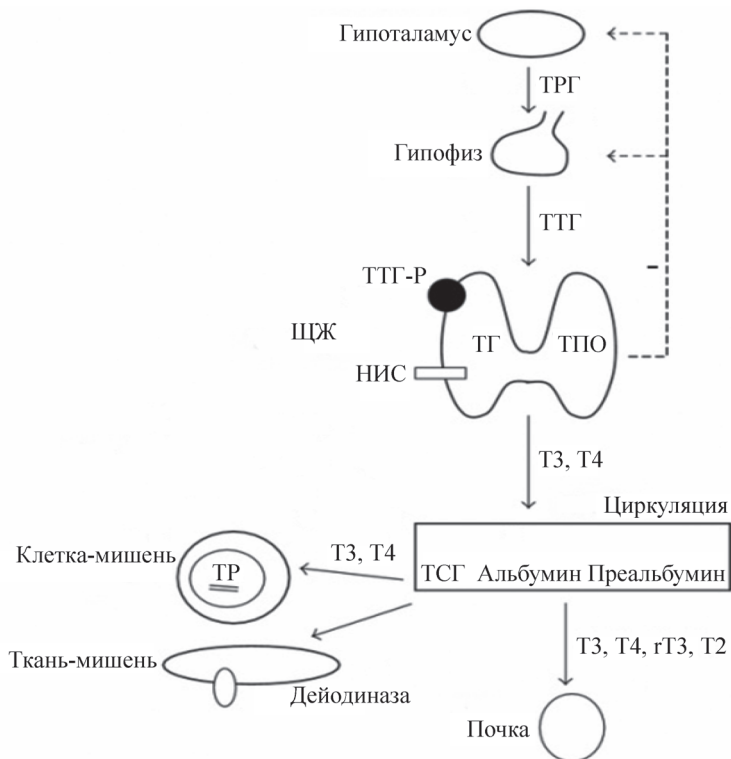 Гипоталамус
ТРГ
Гипофиз
ТТГ
ТТГ-Р
-
ЩЖ
ТГ ТПО
НИС
Т3, Т4
Циркуляция
Клетка-мишень
Т3, Т4
ТР
ТСГ Альбумин Преальбумин
Ткань-мишень
Дейодиназа
Т3, Т4, rТ3, Т2
Почка